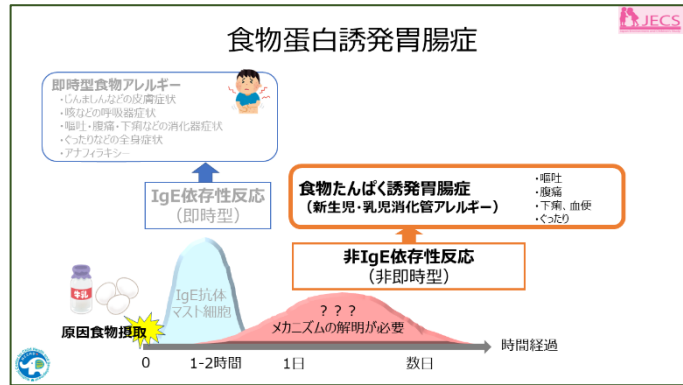 JECS
食物蛋白誘発胃腸症
即時型食物アレルギー
・じんましんなどの皮膚症状
・咳などの呼吸器症状
・嘔吐・腹痛・下痢などの消化器症状
・ぐったりなどの全身症状
・アナフィラキシー
IgE依存性反応
（即時型）
食物たんぱく誘発胃腸症
（新生児・乳児消化管アレルギー）
・嘔吐
・腹痛
・下痢、血便
・ぐったり
非IgE依存性反応
（非即時型）
牛乳
原因食物摂取
IgE抗体
マスト細胞
？？？
メカニズムの解明が必要
時間経過
0
1-2時間
1日
数日